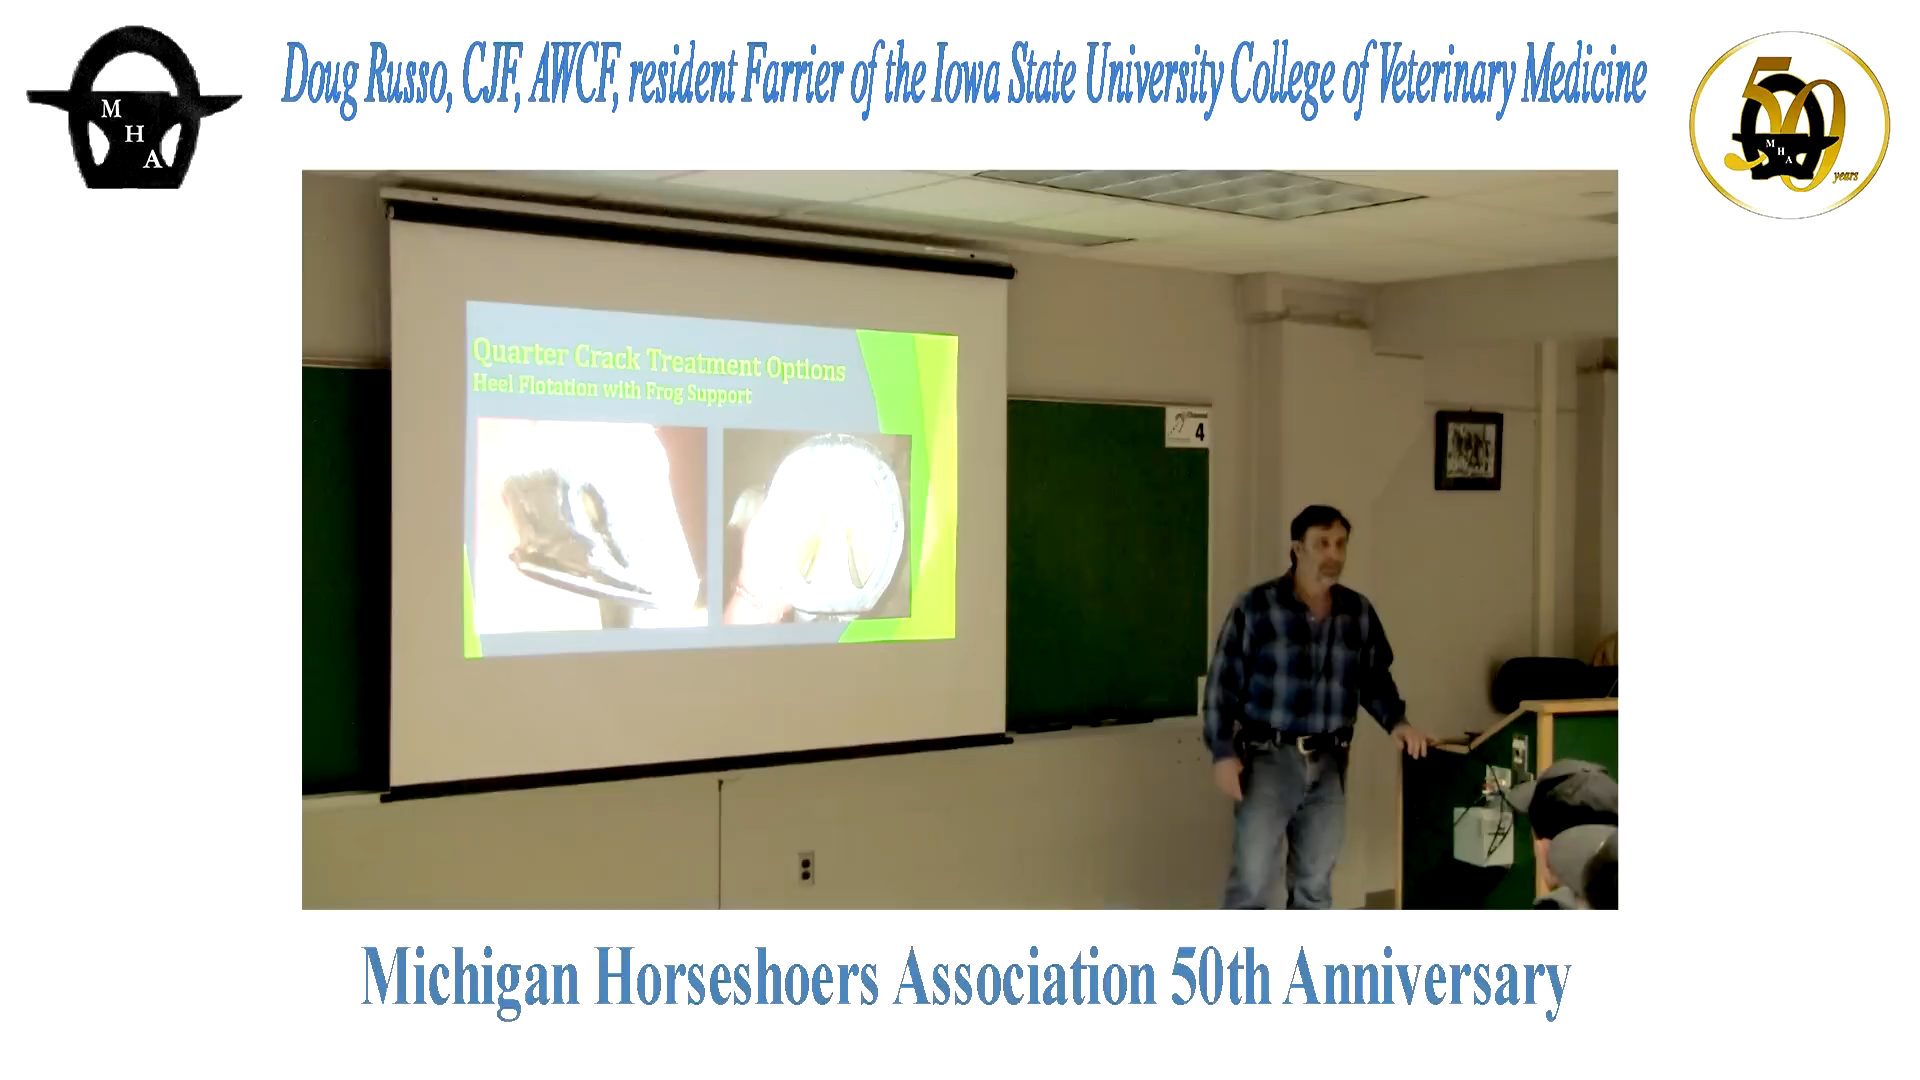 M
H
A
Doug Russo, CJF, AWCF, resident Farrier of the Iowa State University College of Veterinary Medicine
50
M
H
A
years
Quarter Crack Treatment Options
Heel Flotation with Frog Support
4
Michigan Horseshoers Association 50th Anniversary